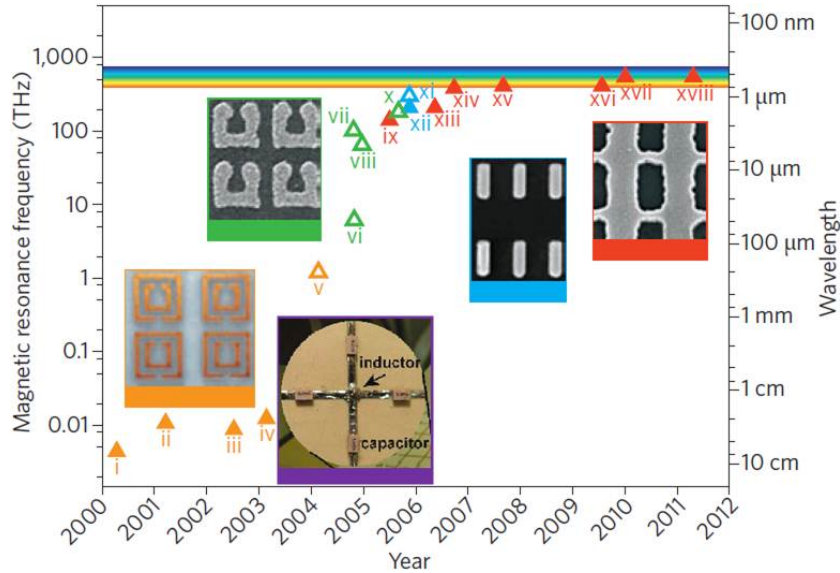 Magnetic resonance frequency (THz)
1,000
100
10
1
0.1
0.01
100 nm
1 µm
10 µm
100 µm
1 mm
1 cm
10 cm
Wavelength
2000
2001
2002
2003
2004
2005
2006
2007
2008
2009
2010
2011
2012
Year
i
ii
iii
iv
v
vi
vii
viii
ix
x
xi
xii
xiii
xiv
xv
xvi
xvii
xviii
inductor
capacitor